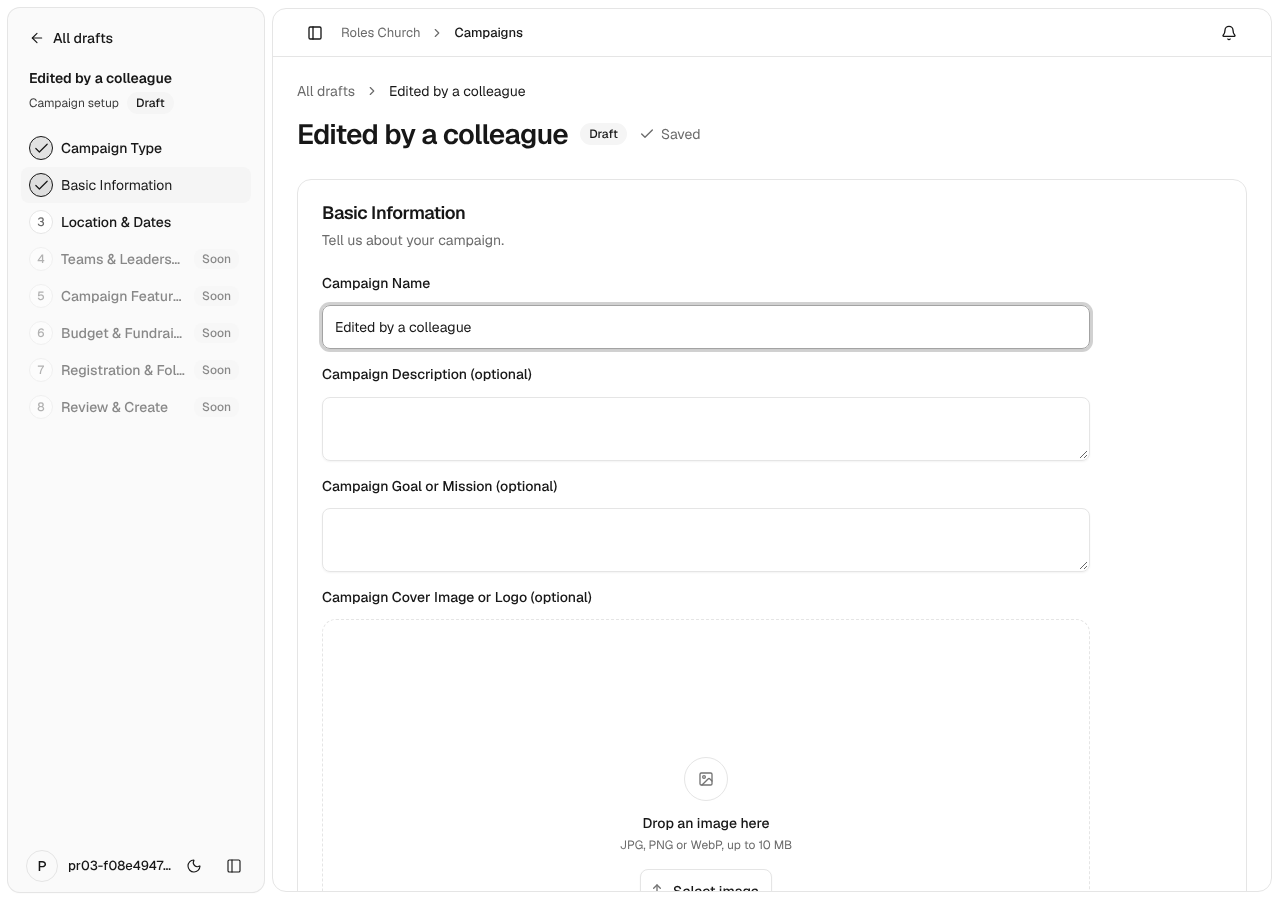 All drafts
Edited by a colleague
Campaign setup Draft
Campaign Type
Basic Information
3 Location & Dates
4 Teams & Leaders... Soon
5 Campaign Featur... Soon
6 Budget & Fundrai... Soon
7 Registration & Fol... Soon
8 Review & Create Soon
P pr03-f08e4947...
Roles Church > Campaigns
All drafts > Edited by a colleague
Edited by a colleague Draft Saved
Basic Information
Tell us about your campaign.
Campaign Name
Edited by a colleague
Campaign Description (optional)
Campaign Goal or Mission (optional)
Campaign Cover Image or Logo (optional)
Drop an image here
JPG, PNG or WebP, up to 10 MB
Select image